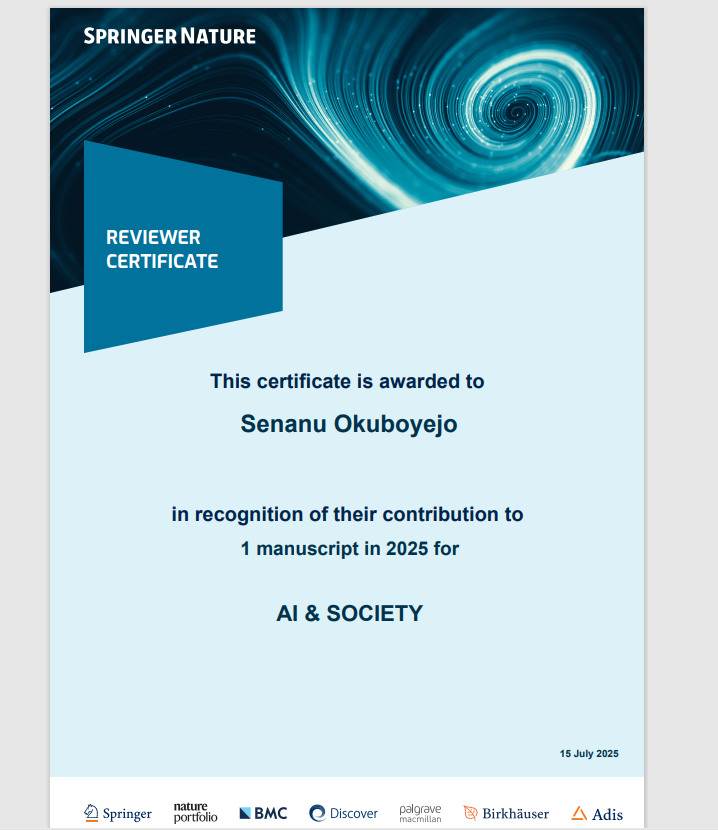 SPRINGER NATURE
REVIEWER
CERTIFICATE
This certificate is awarded to
Senanu Okuboyejo
in recognition of their contribution to
1 manuscript in 2025 for
AI & SOCIETY
15 July 2025
Springer nature portfolio BMC Discover palgrave macmillan Birkhäuser Adis